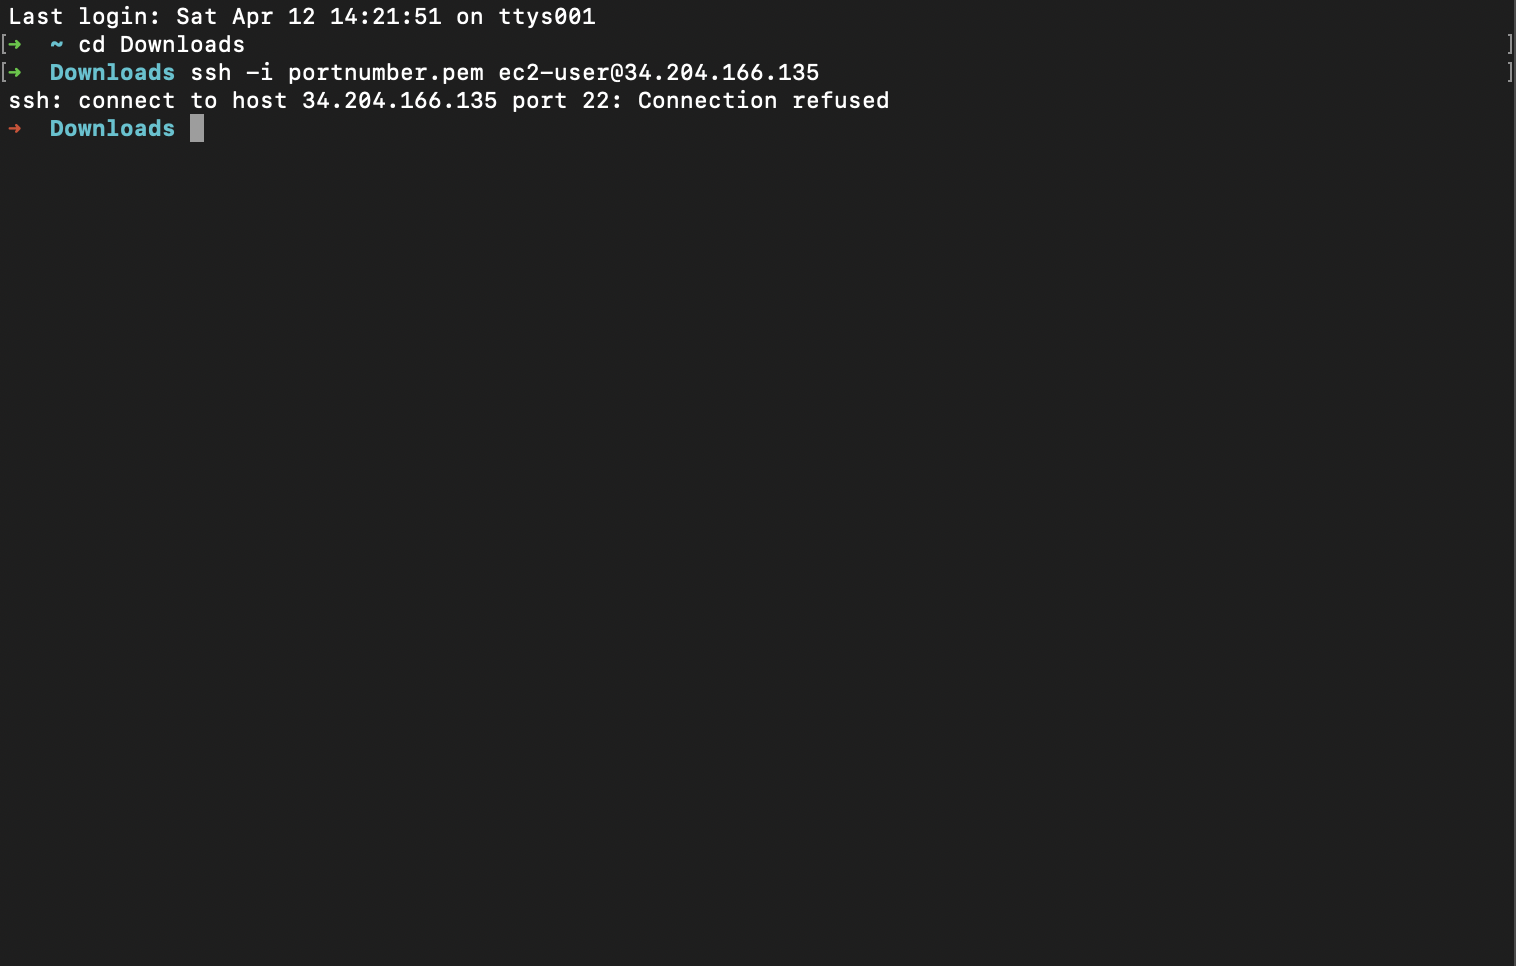 Last login: Sat Apr 12 14:21:51 on ttys001
[➜  ~ cd Downloads ]
[➜  Downloads ssh -i portnumber.pem ec2-user@34.204.166.135 ]
ssh: connect to host 34.204.166.135 port 22: Connection refused
➜  Downloads